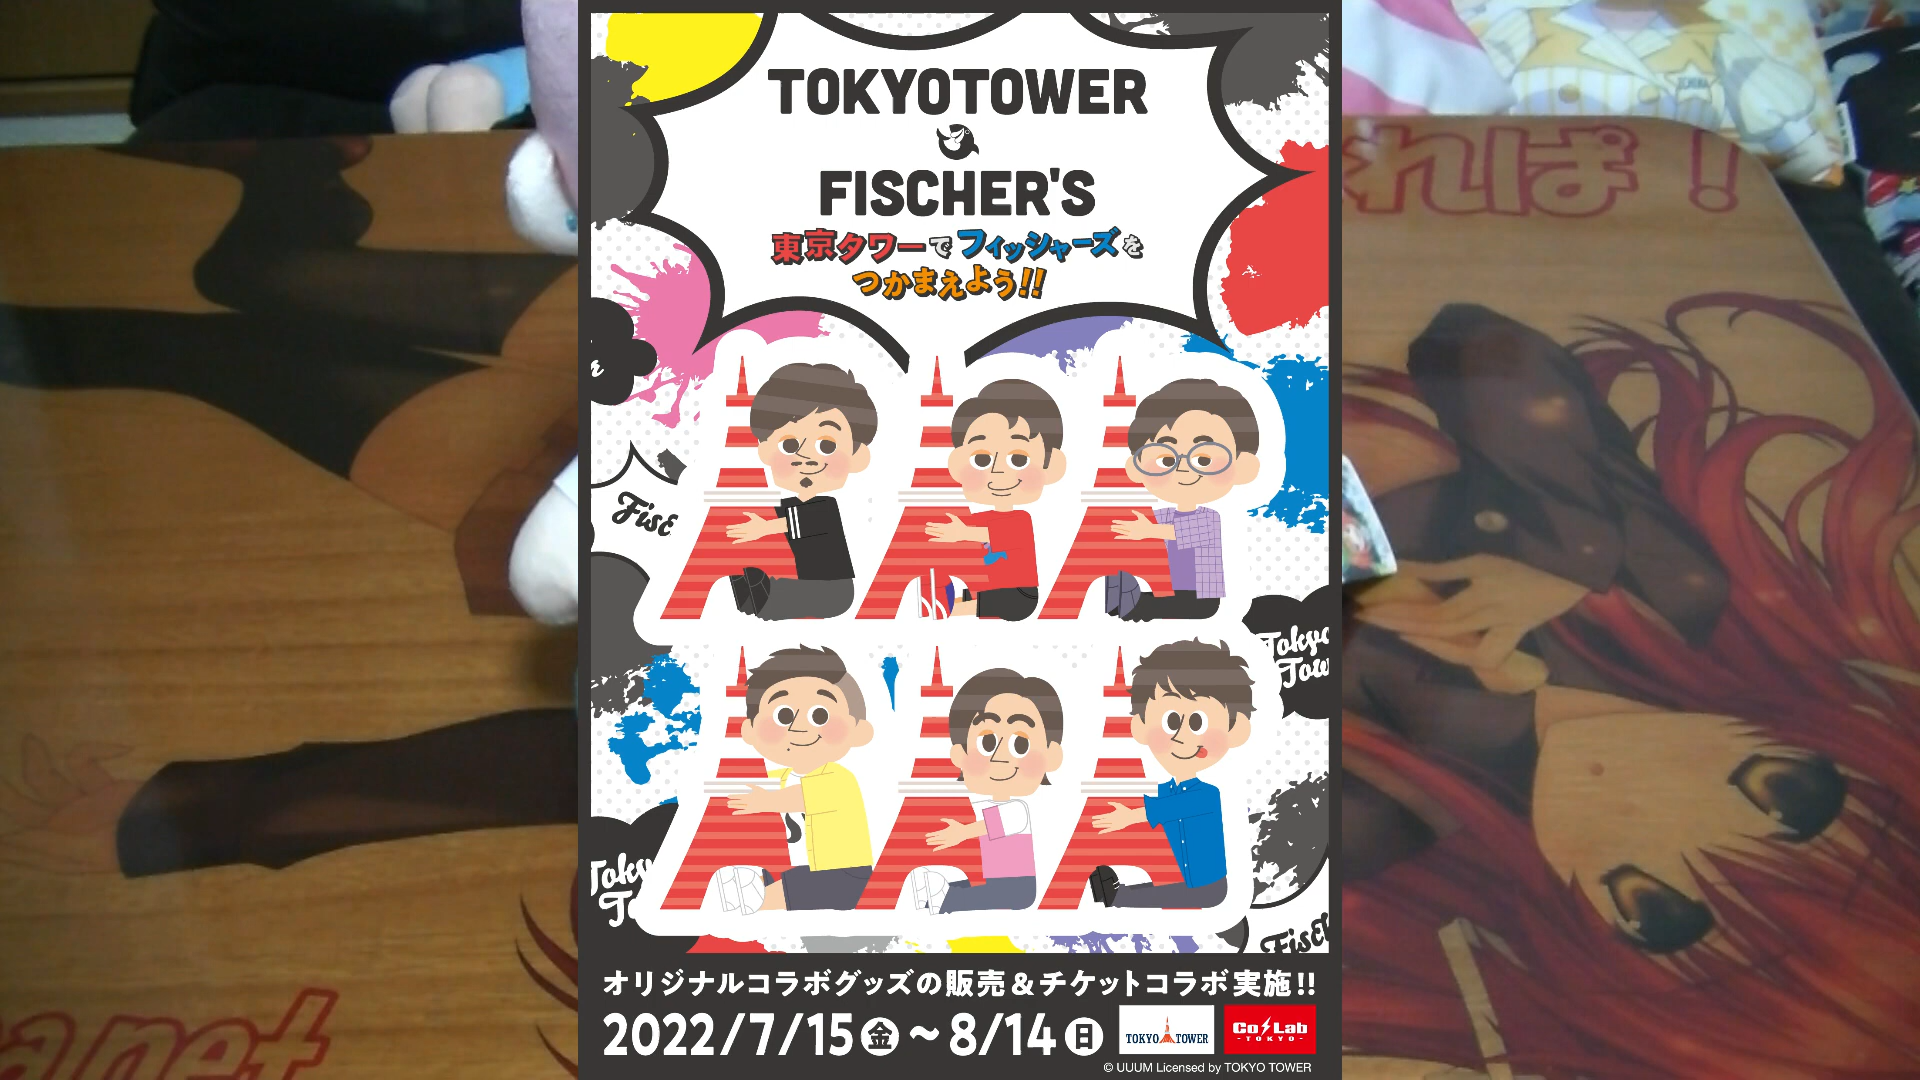 TOKYOTOWER
FISCHER'S
東京タワーでフィッシャーズを
つかまえよう!!
れば!
Fise
Tokyo
Tow
Toky
To
Fisch
a net
オリジナルコラボグッズの販売&チケットコラボ実施!!
2022/7/15金~8/14日
TOKYO TOWER
Co Lab
-TOKYO-
© UUUM Licensed by TOKYO TOWER